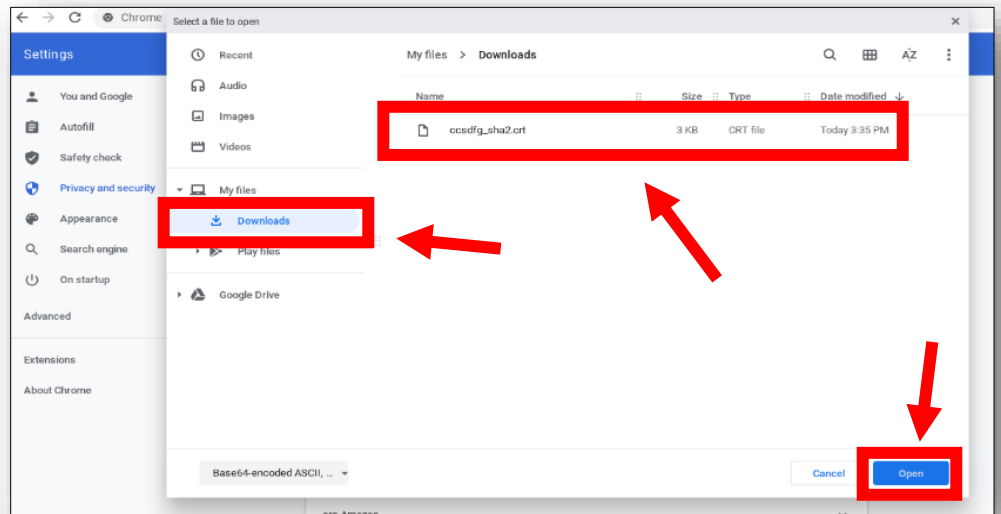 Chrome
Select a file to open
Settings
You and Google
Autofill
Safety check
Privacy and security
Appearance
Search engine
On startup
Advanced
Extensions
About Chrome
Recent
Audio
Images
Videos
My files
Downloads
Play files
Google Drive
My files > Downloads
AZ
Name Size Type Date modified
ccsdfg_sha2.crt 3 KB CRT file Today 3:35 PM
Base64-encoded ASCII, ...
Cancel Open